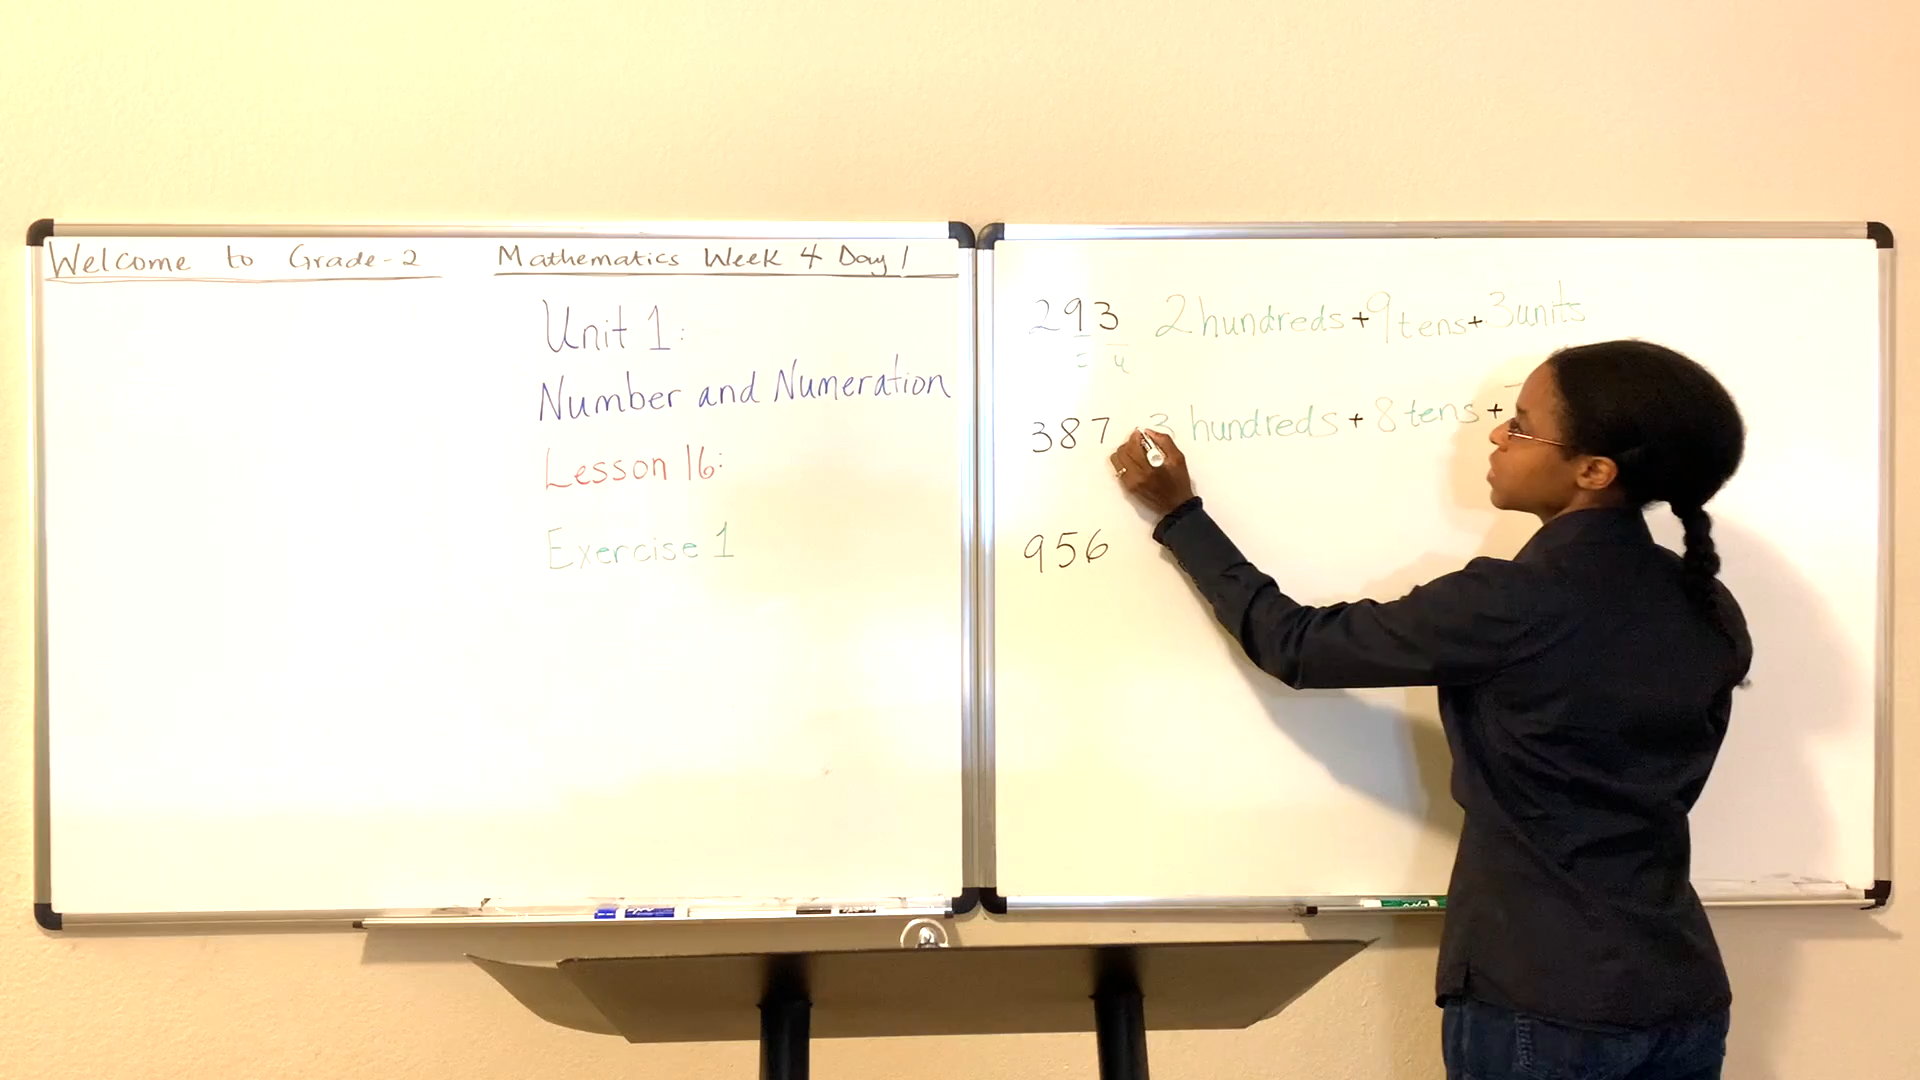 Welcome to Grade-2 Mathematics Week 4 Day 1
Unit 1:
Number and Numeration
Lesson 16:
Exercise 1
293 2 hundreds + 9 tens + 3 units
= u
387 3 hundreds + 8 tens +
956